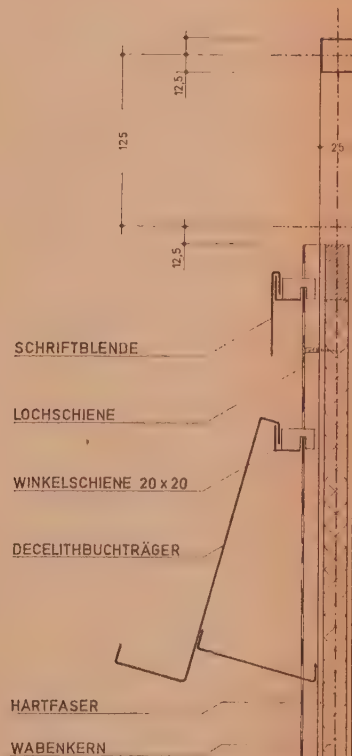 12,5
125
25
12,5
SCHRIFTBLENDE
LOCHSCHIENE
WINKELSCHIENE 20 x 20
DECELITHBUCHTRÄGER
HARTFASER
WABENKERN